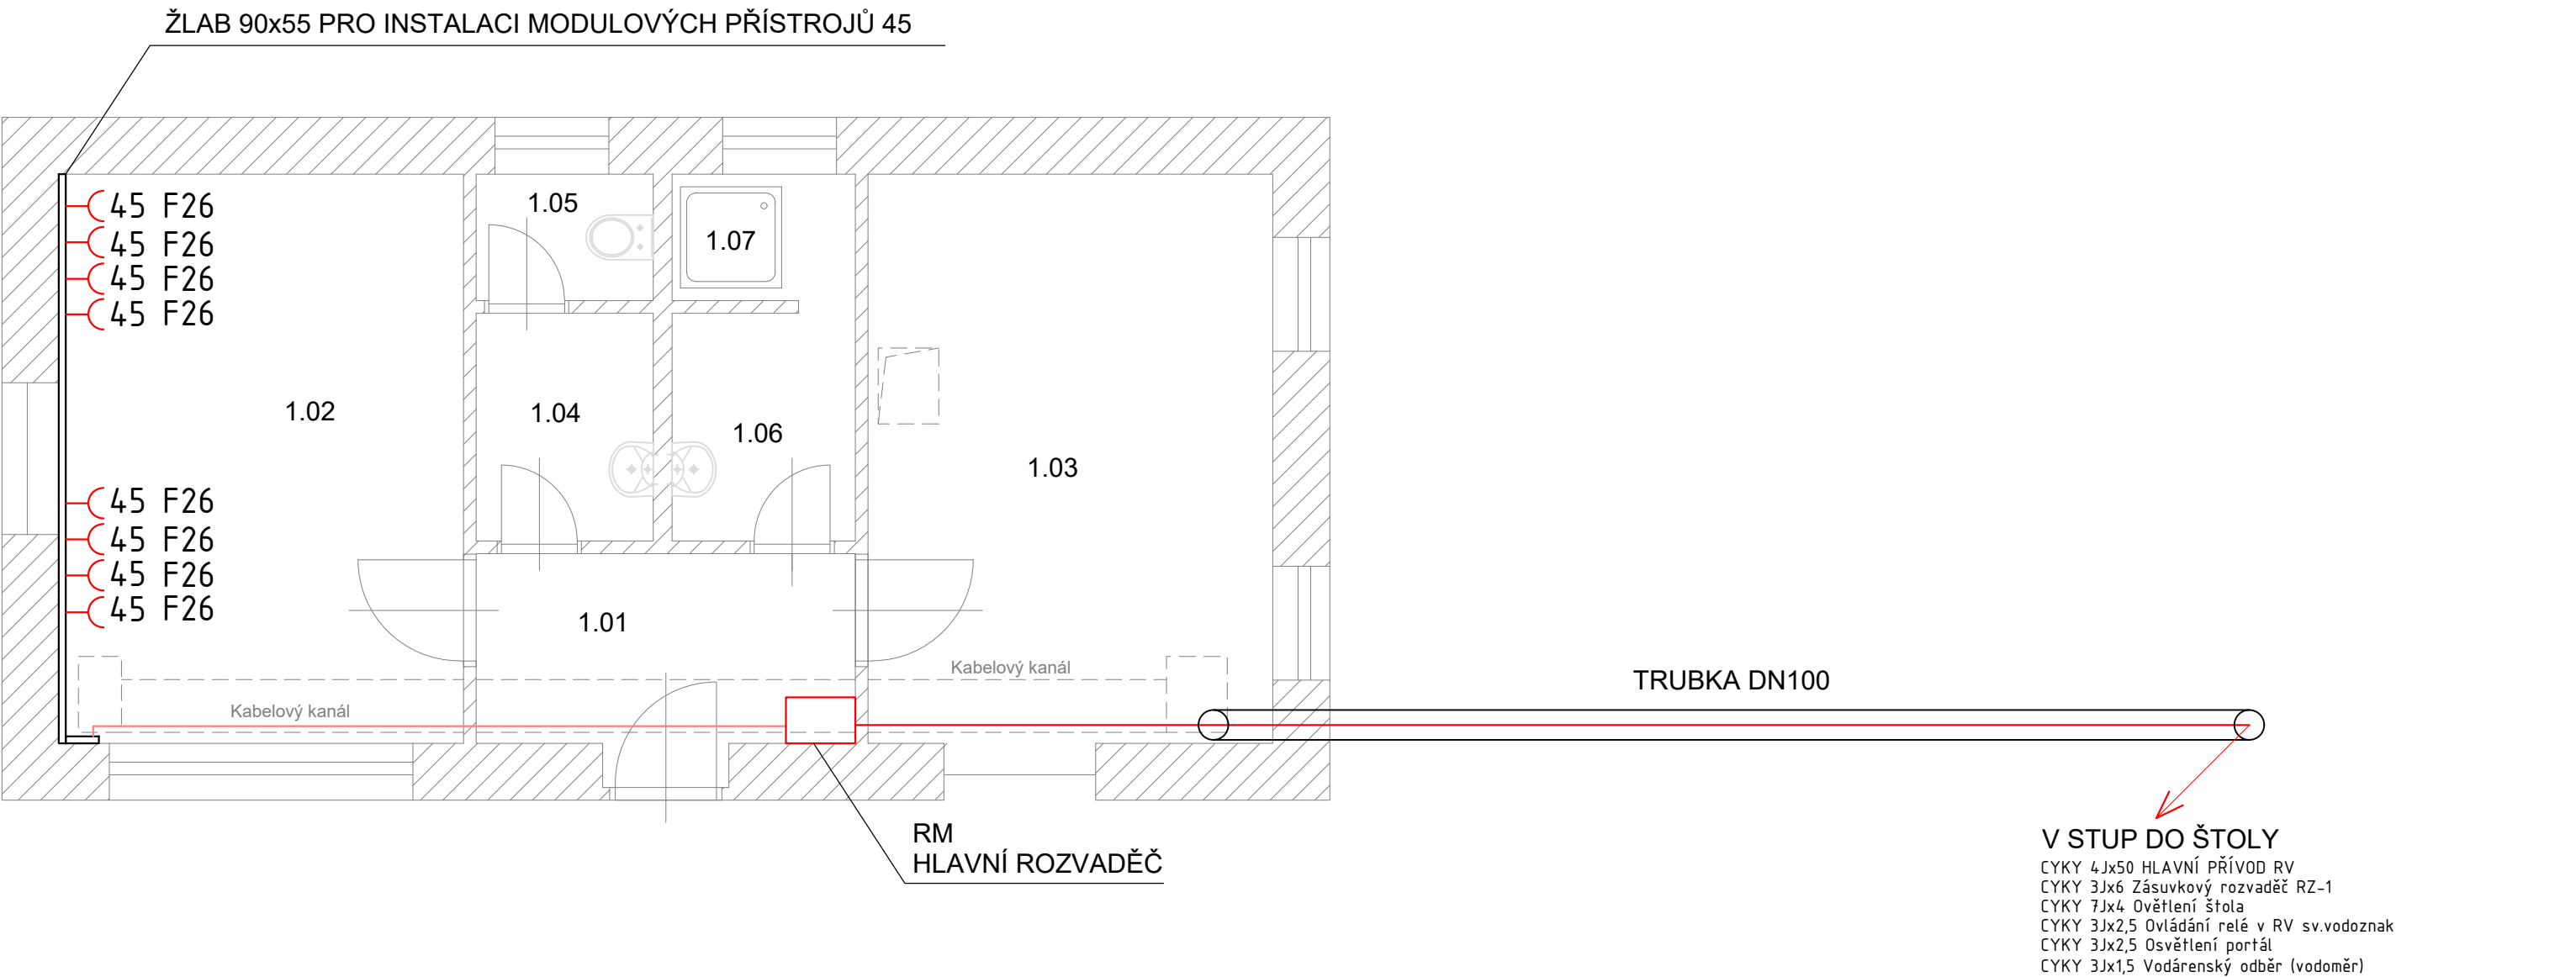 ŽLAB 90x55 PRO INSTALACI MODULOVÝCH PŘÍSTROJŮ 45
45 F26
45 F26
45 F26
45 F26
1.05
1.07
1.02
1.04
1.06
1.03
45 F26
45 F26
45 F26
45 F26
1.01
Kabelový kanál
Kabelový kanál
TRUBKA DN100
RM
HLAVNÍ ROZVADĚČ
V STUP DO ŠTOLY
CYKY 4Jx50 HLAVNÍ PŘÍVOD RV
CYKY 3Jx6 Zásuvkový rozvaděč RZ-1
CYKY 7Jx4 Ovětlení štola
CYKY 3Jx2,5 Ovládání relé v RV sv.vodoznak
CYKY 3Jx2,5 Osvětlení portál
CYKY 3Jx1,5 Vodárenský odběr (vodoměr)